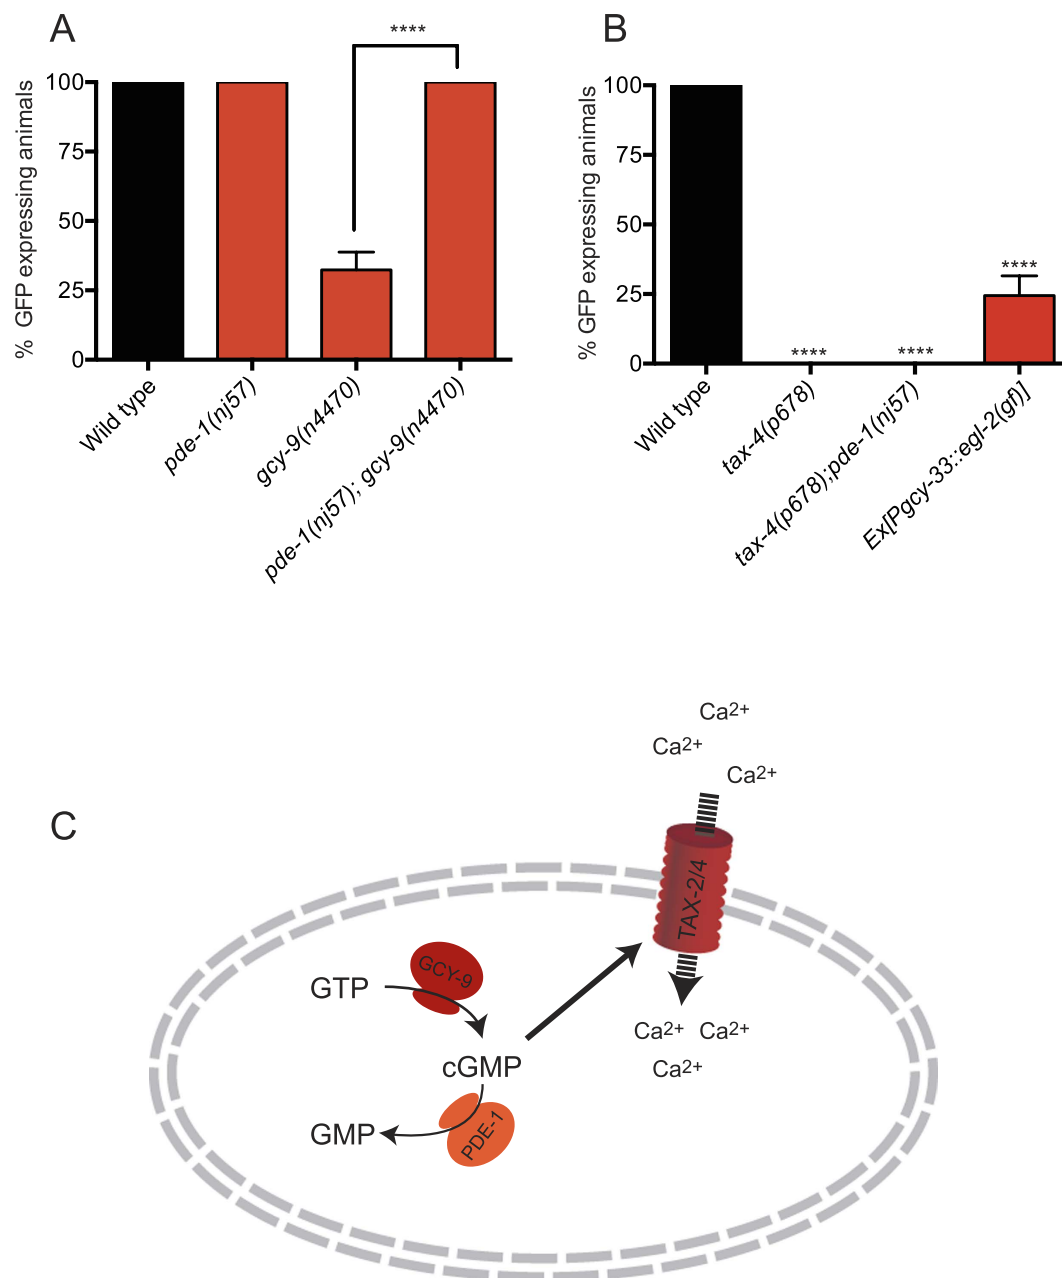 A
****
% GFP expressing animals
100
75
50
25
0
Wild type
pde-1(nj57)
gcy-9(n4470)
pde-1(nj57); gcy-9(n4470)
B
% GFP expressing animals
100
75
50
25
0
****
****
****
Wild type
tax-4(p678)
tax-4(p678);pde-1(nj57)
Ex[Pgcy-33::egl-2(gf)]
C
Ca2+
Ca2+
Ca2+
TAX-2/4
GCY-9
GTP
cGMP
Ca2+ Ca2+
Ca2+
GMP
PDE-1